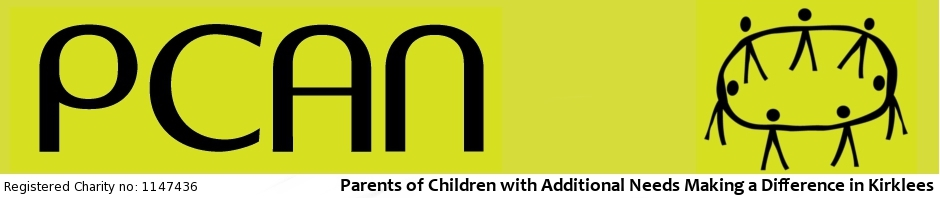 PCAN
Registered Charity no: 1147436
Parents of Children with Additional Needs Making a Difference in Kirklees